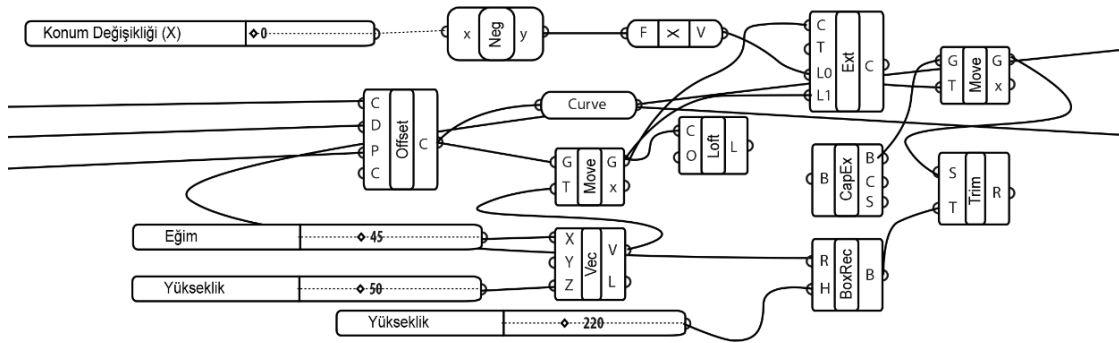 Konum Değişikliği (X)
0
x
Neg
y
F
X
V
C
T
L0
L1
Ext
C
G
T
Move
G
x
C
D
P
C
Offset
C
Curve
C
O
Loft
L
G
T
Move
G
x
B
CapEx
B
C
S
S
T
Trim
R
Eğim
45
X
Y
Z
Vec
V
L
R
H
BoxRec
B
Yükseklik
50
Yükseklik
220